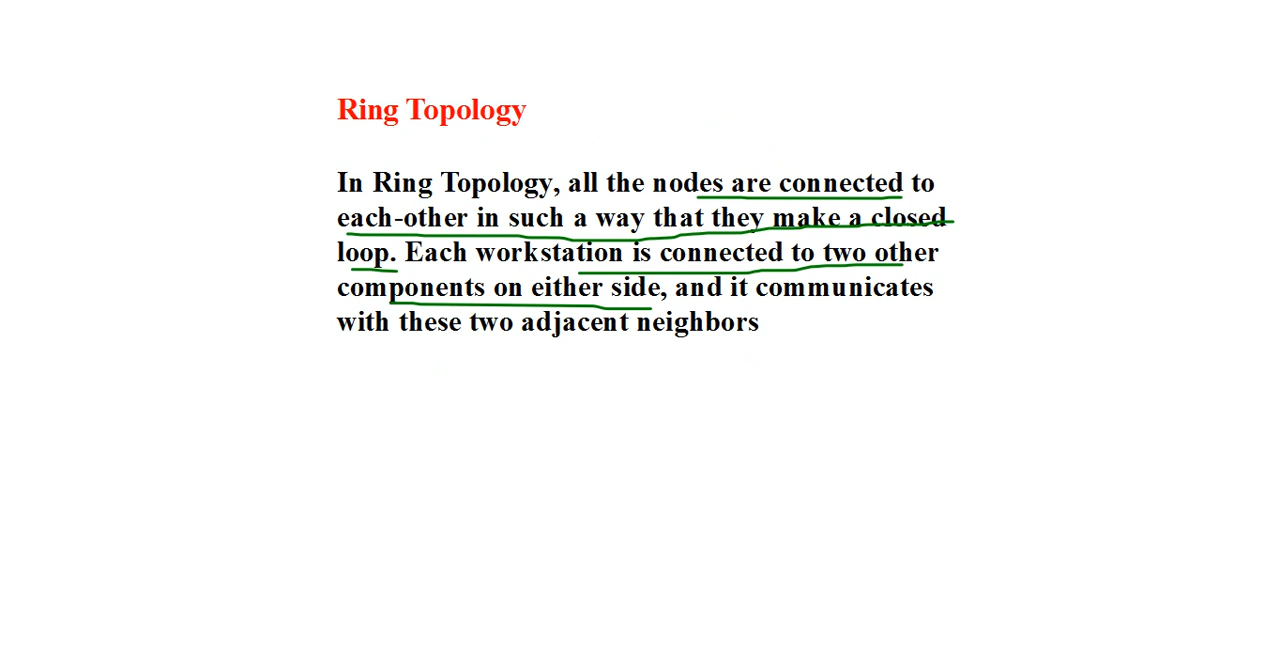 Ring Topology
In Ring Topology, all the nodes are connected to
each-other in such a way that they make a closed
loop. Each workstation is connected to two other
components on either side, and it communicates
with these two adjacent neighbors